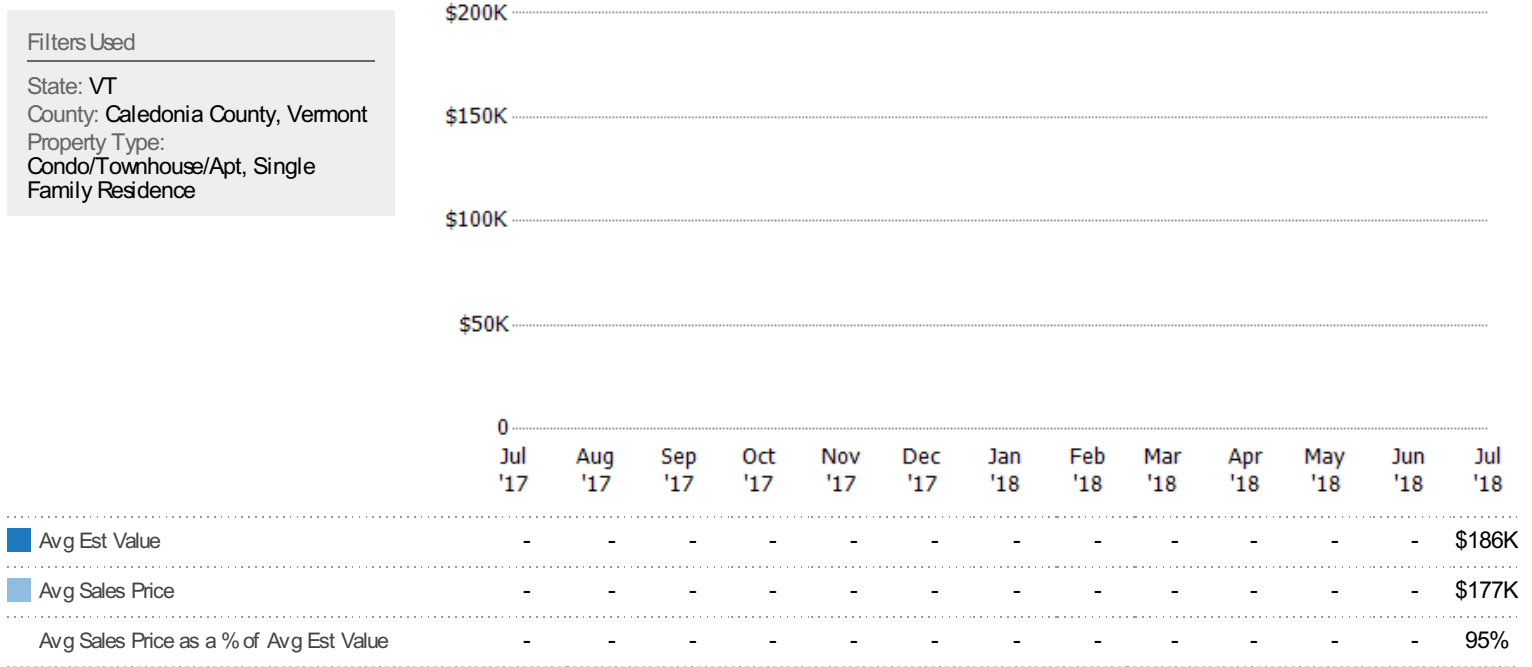 Filters Used
State: VT
County: Caledonia County, Vermont
Property Type:
Condo/Townhouse/Apt, Single
Family Residence
$200K
$150K
$100K
$50K
0
Jul Aug Sep Oct Nov Dec Jan Feb Mar Apr May Jun Jul
'17 '17 '17 '17 '17 '17 '18 '18 '18 '18 '18 '18 '18
Avg Est Value - - - - - - - - - - - - $186K
Avg Sales Price - - - - - - - - - - - - $177K
Avg Sales Price as a % of Avg Est Value - - - - - - - - - - - - 95%